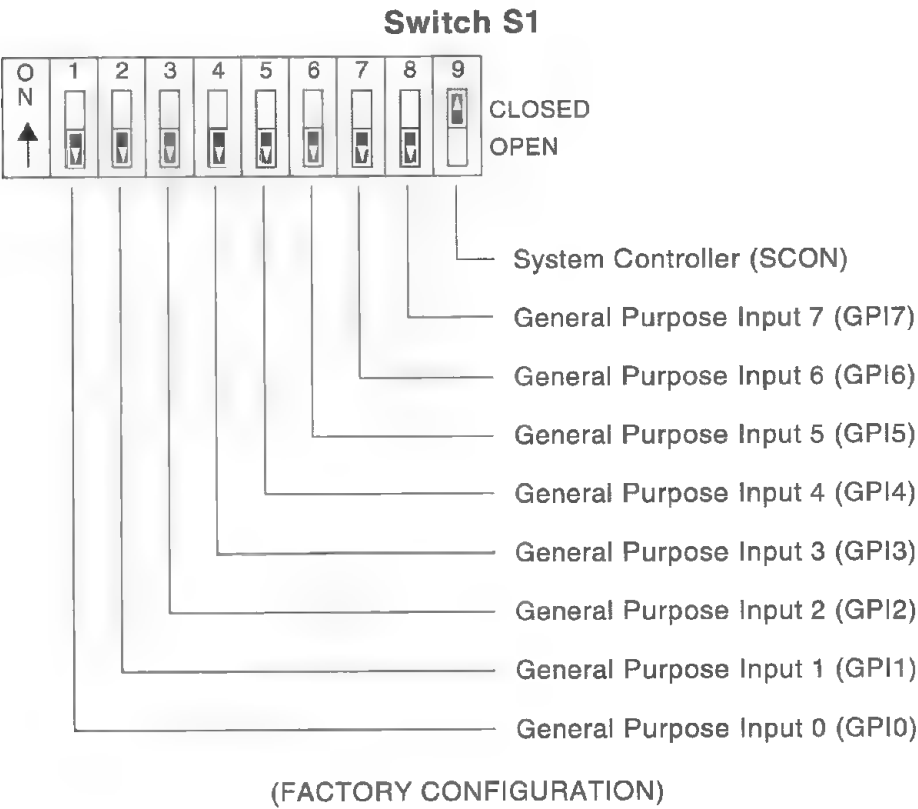 Switch S1
O 1 2 3 4 5 6 7 8 9
N
CLOSED
OPEN
System Controller (SCON)
General Purpose Input 7 (GPI7)
General Purpose Input 6 (GPI6)
General Purpose Input 5 (GPI5)
General Purpose Input 4 (GPI4)
General Purpose Input 3 (GPI3)
General Purpose Input 2 (GPI2)
General Purpose Input 1 (GPI1)
General Purpose Input 0 (GPI0)
(FACTORY CONFIGURATION)